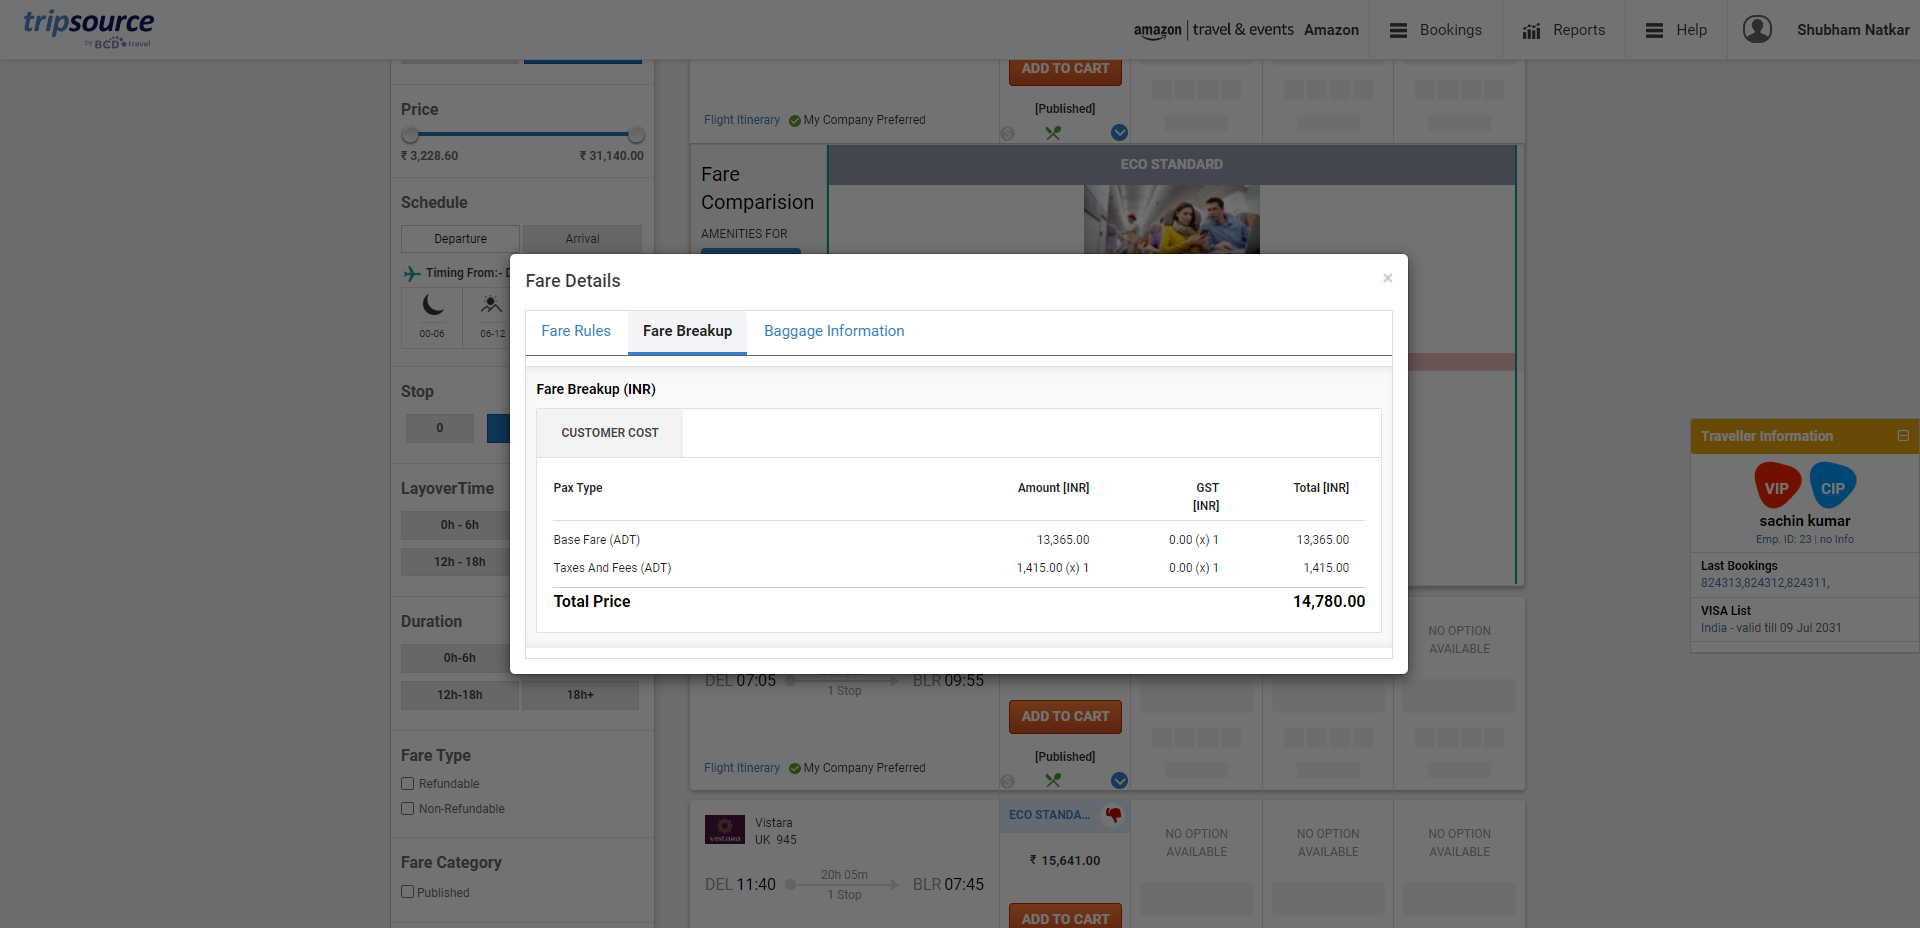 tripsource
by BCD travel
amazon travel & events Amazon
Bookings
Reports
Help
Shubham Natkar
Price
₹ 3,228.60 ₹ 31,140.00
Schedule
Departure Arrival
Timing From:- D
00-06 06-12
Stop
0
LayoverTime
0h - 6h
12h - 18h
Duration
0h-6h
12h-18h 18h+
Fare Type
Refundable
Non-Refundable
Fare Category
Published
ADD TO CART
[Published]
Flight Itinerary My Company Preferred
Fare
Comparision
AMENITIES FOR
ECO STANDARD
Fare Details
×
Fare Rules Fare Breakup Baggage Information
Fare Breakup (INR)
CUSTOMER COST
Pax Type Amount [INR] GST [INR] Total [INR]
Base Fare (ADT) 13,365.00 0.00 (x) 1 13,365.00
Taxes And Fees (ADT) 1,415.00 (x) 1 0.00 (x) 1 1,415.00
Total Price 14,780.00
DEL 07:05 BLR 09:55
1 Stop
ADD TO CART
[Published]
Flight Itinerary My Company Preferred
NO OPTION
AVAILABLE
VISTARA
Vistara
UK 945
DEL 11:40 20h 05m BLR 07:45
1 Stop
ECO STANDA...
₹ 15,641.00
ADD TO CART
NO OPTION
AVAILABLE
NO OPTION
AVAILABLE
NO OPTION
AVAILABLE
Traveller Information
VIP CIP
sachin kumar
Emp. ID: 23 | no Info
Last Bookings
824313,824312,824311,
VISA List
India - valid till 09 Jul 2031